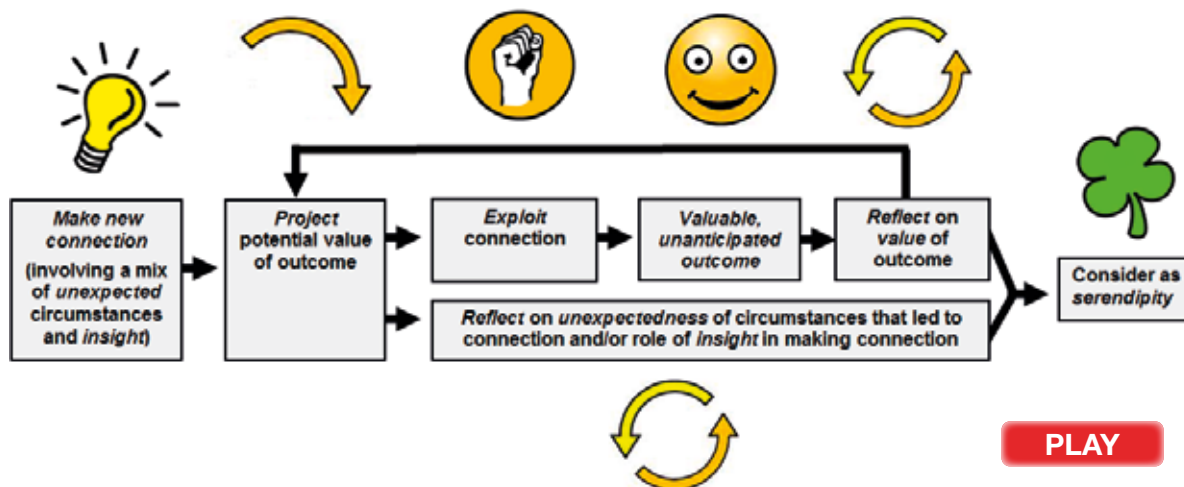 Make new
connection
(involving a mix
of unexpected
circumstances
and insight)
Project
potential value
of outcome
Exploit
connection
Valuable,
unanticipated
outcome
Reflect on
value of
outcome
Reflect on unexpectedness of circumstances that led to
connection and/or role of insight in making connection
Consider as
serendipity
PLAY